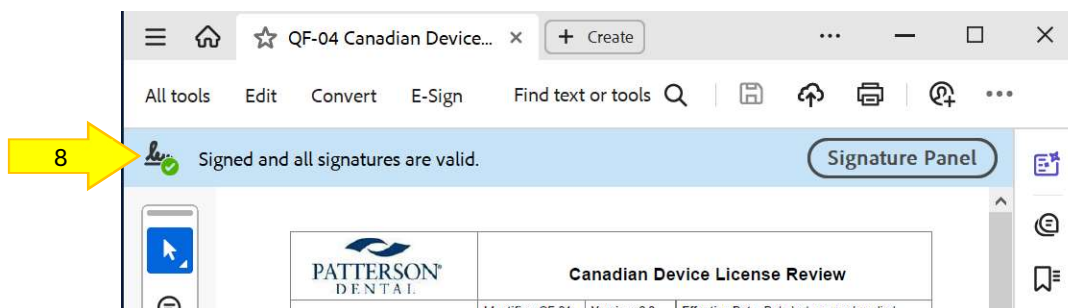 QF-04 Canadian Device... × + Create
All tools Edit Convert E-Sign Find text or tools
8 Signed and all signatures are valid. Signature Panel
PATTERSON®
DENTAL
Canadian Device License Review